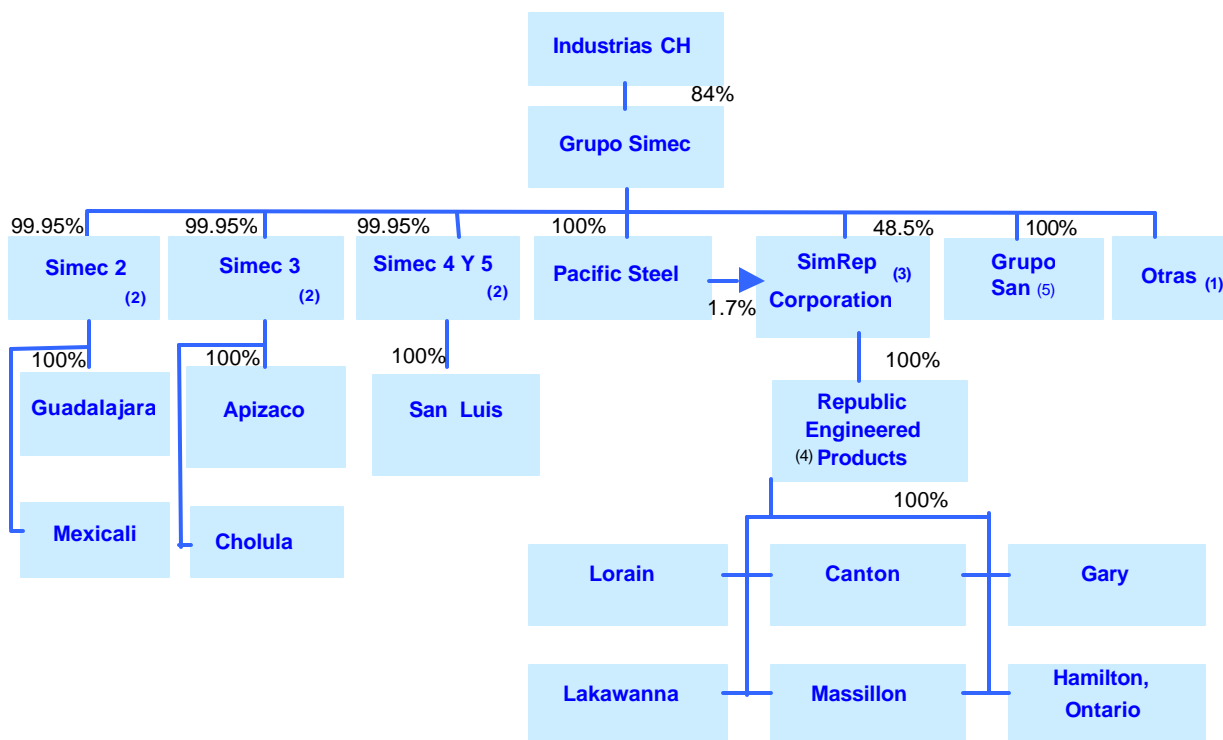 Industrias CH
84%
Grupo Simec
99.95%
99.95%
99.95%
100%
48.5%
100%
Simec 2
(2)
Simec 3
(2)
Simec 4 Y 5
(2)
Pacific Steel
1.7%
SimRep
(3)
Corporation
Grupo
San (5)
Otras (1)
100%
100%
100%
100%
Guadalajara
Apizaco
San Luis
Republic
Engineered
(4) Products
Mexicali
Cholula
100%
Lorain
Canton
Gary
Lakawanna
Massillon
Hamilton,
Ontario